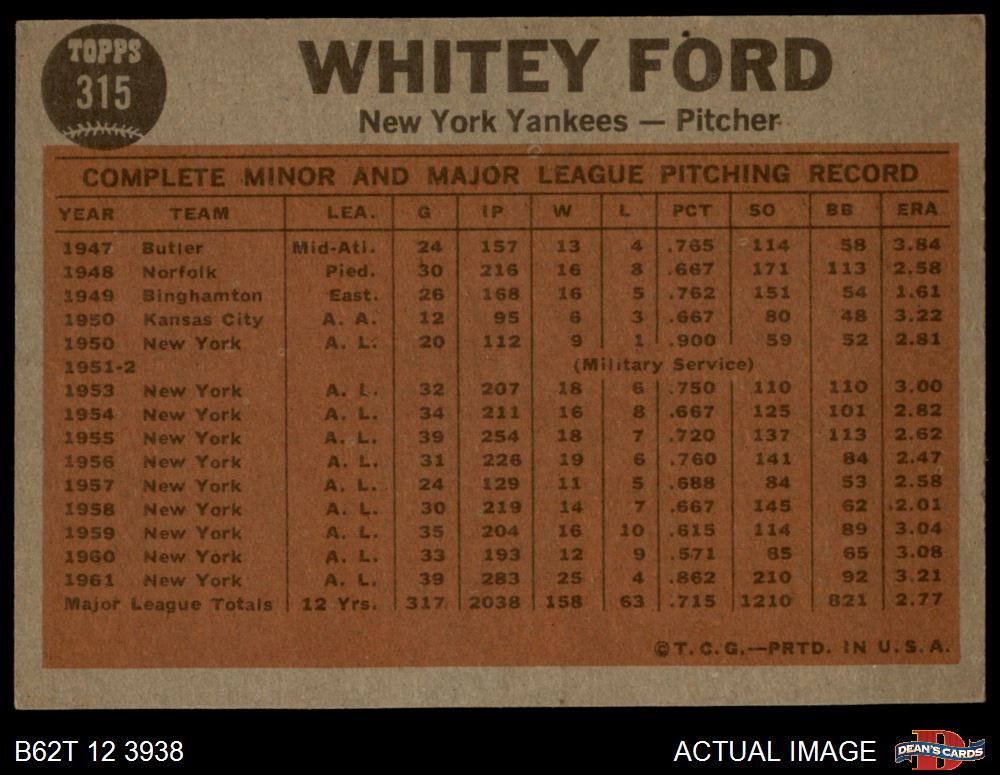 TOPPS
315
WHITEY FORD
New York Yankees — Pitcher
COMPLETE MINOR AND MAJOR LEAGUE PITCHING RECORD
YEAR TEAM LEA. G IP W L PCT SO BB ERA
1947 Butler Mid-Atl. 24 157 13 4 .765 114 58 3.84
1948 Norfolk Pied. 30 216 16 8 .667 171 113 2.58
1949 Binghamton East. 26 168 16 5 .762 151 54 1.61
1950 Kansas City A. A. 12 95 6 3 .667 80 48 3.22
1950 New York A. L. 20 112 9 1 .900 59 52 2.81
1951-2 (Military Service)
1953 New York A. L. 32 207 18 6 .750 110 110 3.00
1954 New York A. L. 34 211 16 8 .667 125 101 2.82
1955 New York A. L. 39 254 18 7 .720 137 113 2.62
1956 New York A. L. 31 226 19 6 .760 141 84 2.47
1957 New York A. L. 24 129 11 5 .688 84 53 2.58
1958 New York A. L. 30 219 14 7 .667 145 62 2.01
1959 New York A. L. 35 204 16 10 .615 114 89 3.04
1960 New York A. L. 33 193 12 9 .571 85 65 3.08
1961 New York A. L. 39 283 25 4 .862 210 92 3.21
Major League Totals 12 Yrs. 317 2038 158 63 .715 1210 821 2.77
©T.C.G.—PRTD. IN U.S.A.
B62T 12 3938 ACTUAL IMAGE DEAN'S CARDS